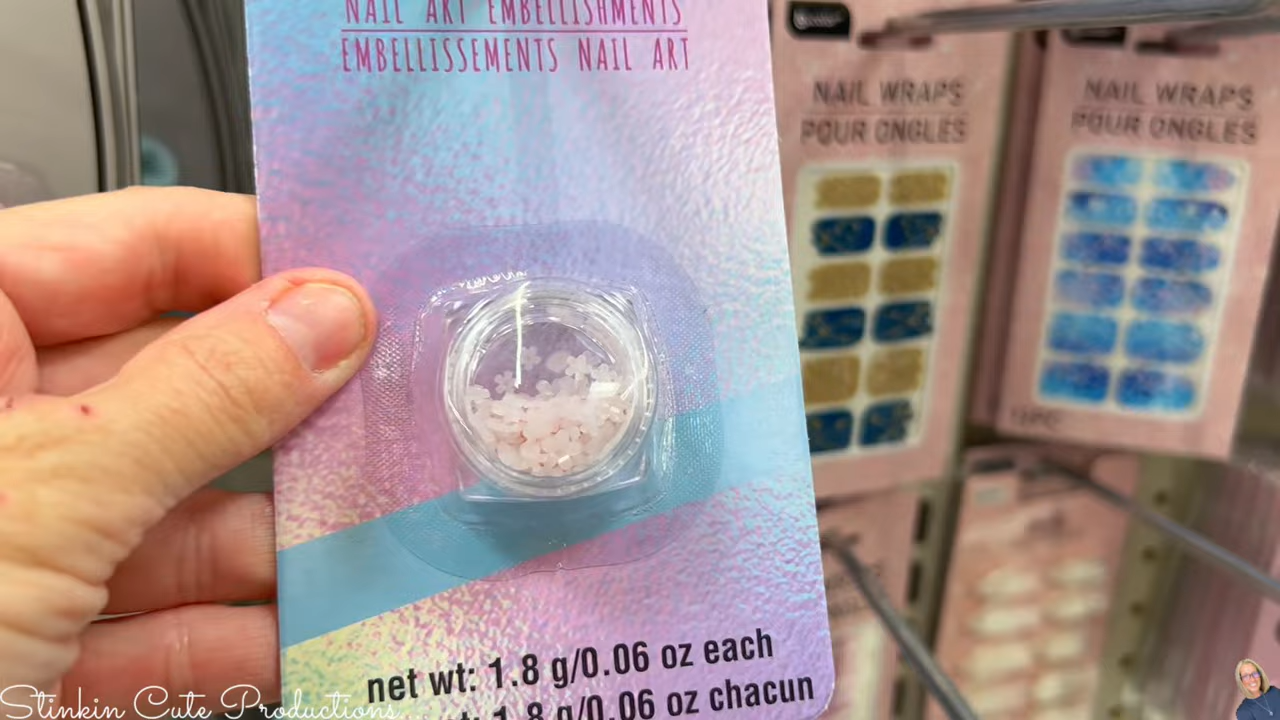 NAIL ART EMBELLISHMENTS
EMBELLISSEMENTS NAIL ART
NAIL WRAPS
POUR ONGLES
NAIL WRAPS
POUR ONGLES
net wt: 1.8 g/0.06 oz each
1.8 g/0.06 oz chacun
Stinkin Cute Productions